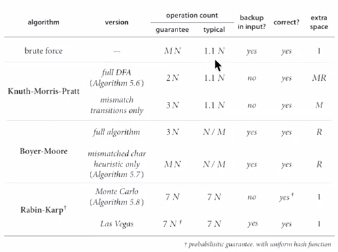 algorithm version operation count backup in input? correct? extra space
guarantee typical
brute force — M N 1.1 N yes yes 1
Knuth-Morris-Pratt full DFA (Algorithm 5.6) 2 N 1.1 N no yes MR
mismatch transitions only 3 N 1.1 N no yes M
Boyer-Moore full algorithm 3 N N / M yes yes R
mismatched char heuristic only (Algorithm 5.7) M N N / M yes yes R
Rabin-Karp† Monte Carlo (Algorithm 5.8) 7 N 7 N no yes † 1
Las Vegas 7 N † 7 N yes yes 1
† probabilisitic guarantee, with uniform hash function